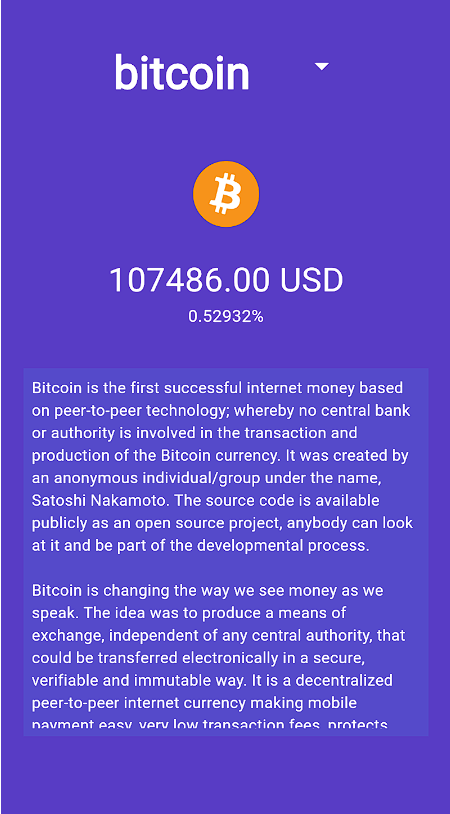 bitcoin
107486.00 USD
0.52932%
Bitcoin is the first successful internet money based
on peer-to-peer technology; whereby no central bank
or authority is involved in the transaction and
production of the Bitcoin currency. It was created by
an anonymous individual/group under the name,
Satoshi Nakamoto. The source code is available
publicly as an open source project, anybody can look
at it and be part of the developmental process.
Bitcoin is changing the way we see money as we
speak. The idea was to produce a means of
exchange, independent of any central authority, that
could be transferred electronically in a secure,
verifiable and immutable way. It is a decentralized
peer-to-peer internet currency making mobile
payment easy, very low transaction fees, protects